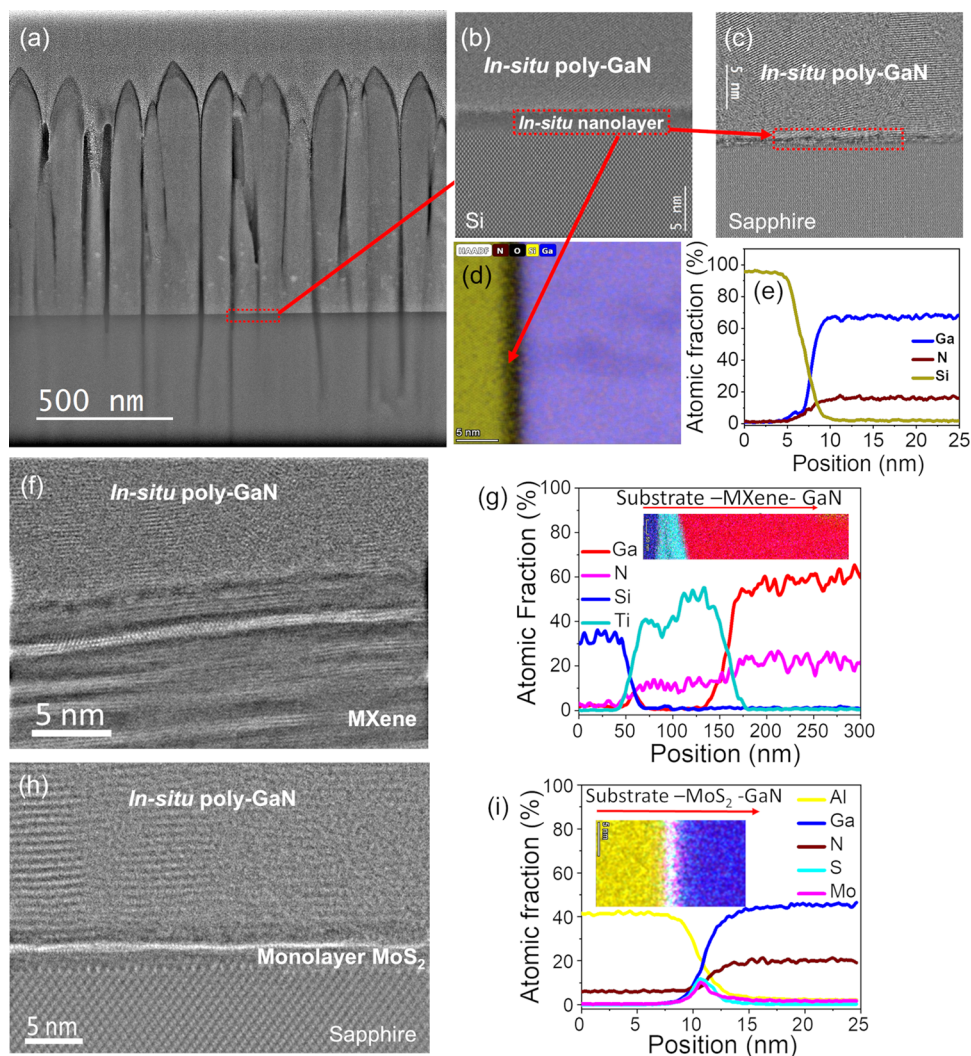 (a)
500 nm
(b)
In-situ poly-GaN
In-situ nanolayer
Si
5 nm
(c)
5 nm
In-situ poly-GaN
Sapphire
HAADF N O Si Ga
(d)
5 nm
(e)
Atomic fraction (%)
100
80
60
40
20
0
Ga
N
Si
0 5 10 15 20 25
Position (nm)
(f)
In-situ poly-GaN
5 nm
MXene
(g)
Atomic Fraction (%)
100
80
60
40
20
0
Substrate –MXene- GaN
Ga
N
Si
Ti
0 50 100 150 200 250 300
Position (nm)
(h)
In-situ poly-GaN
Monolayer MoS2
5 nm
Sapphire
(i)
Atomic fraction (%)
100
80
60
40
20
0
Substrate –MoS2 -GaN
5 nm
Al
Ga
N
S
Mo
0 5 10 15 20 25
Position (nm)